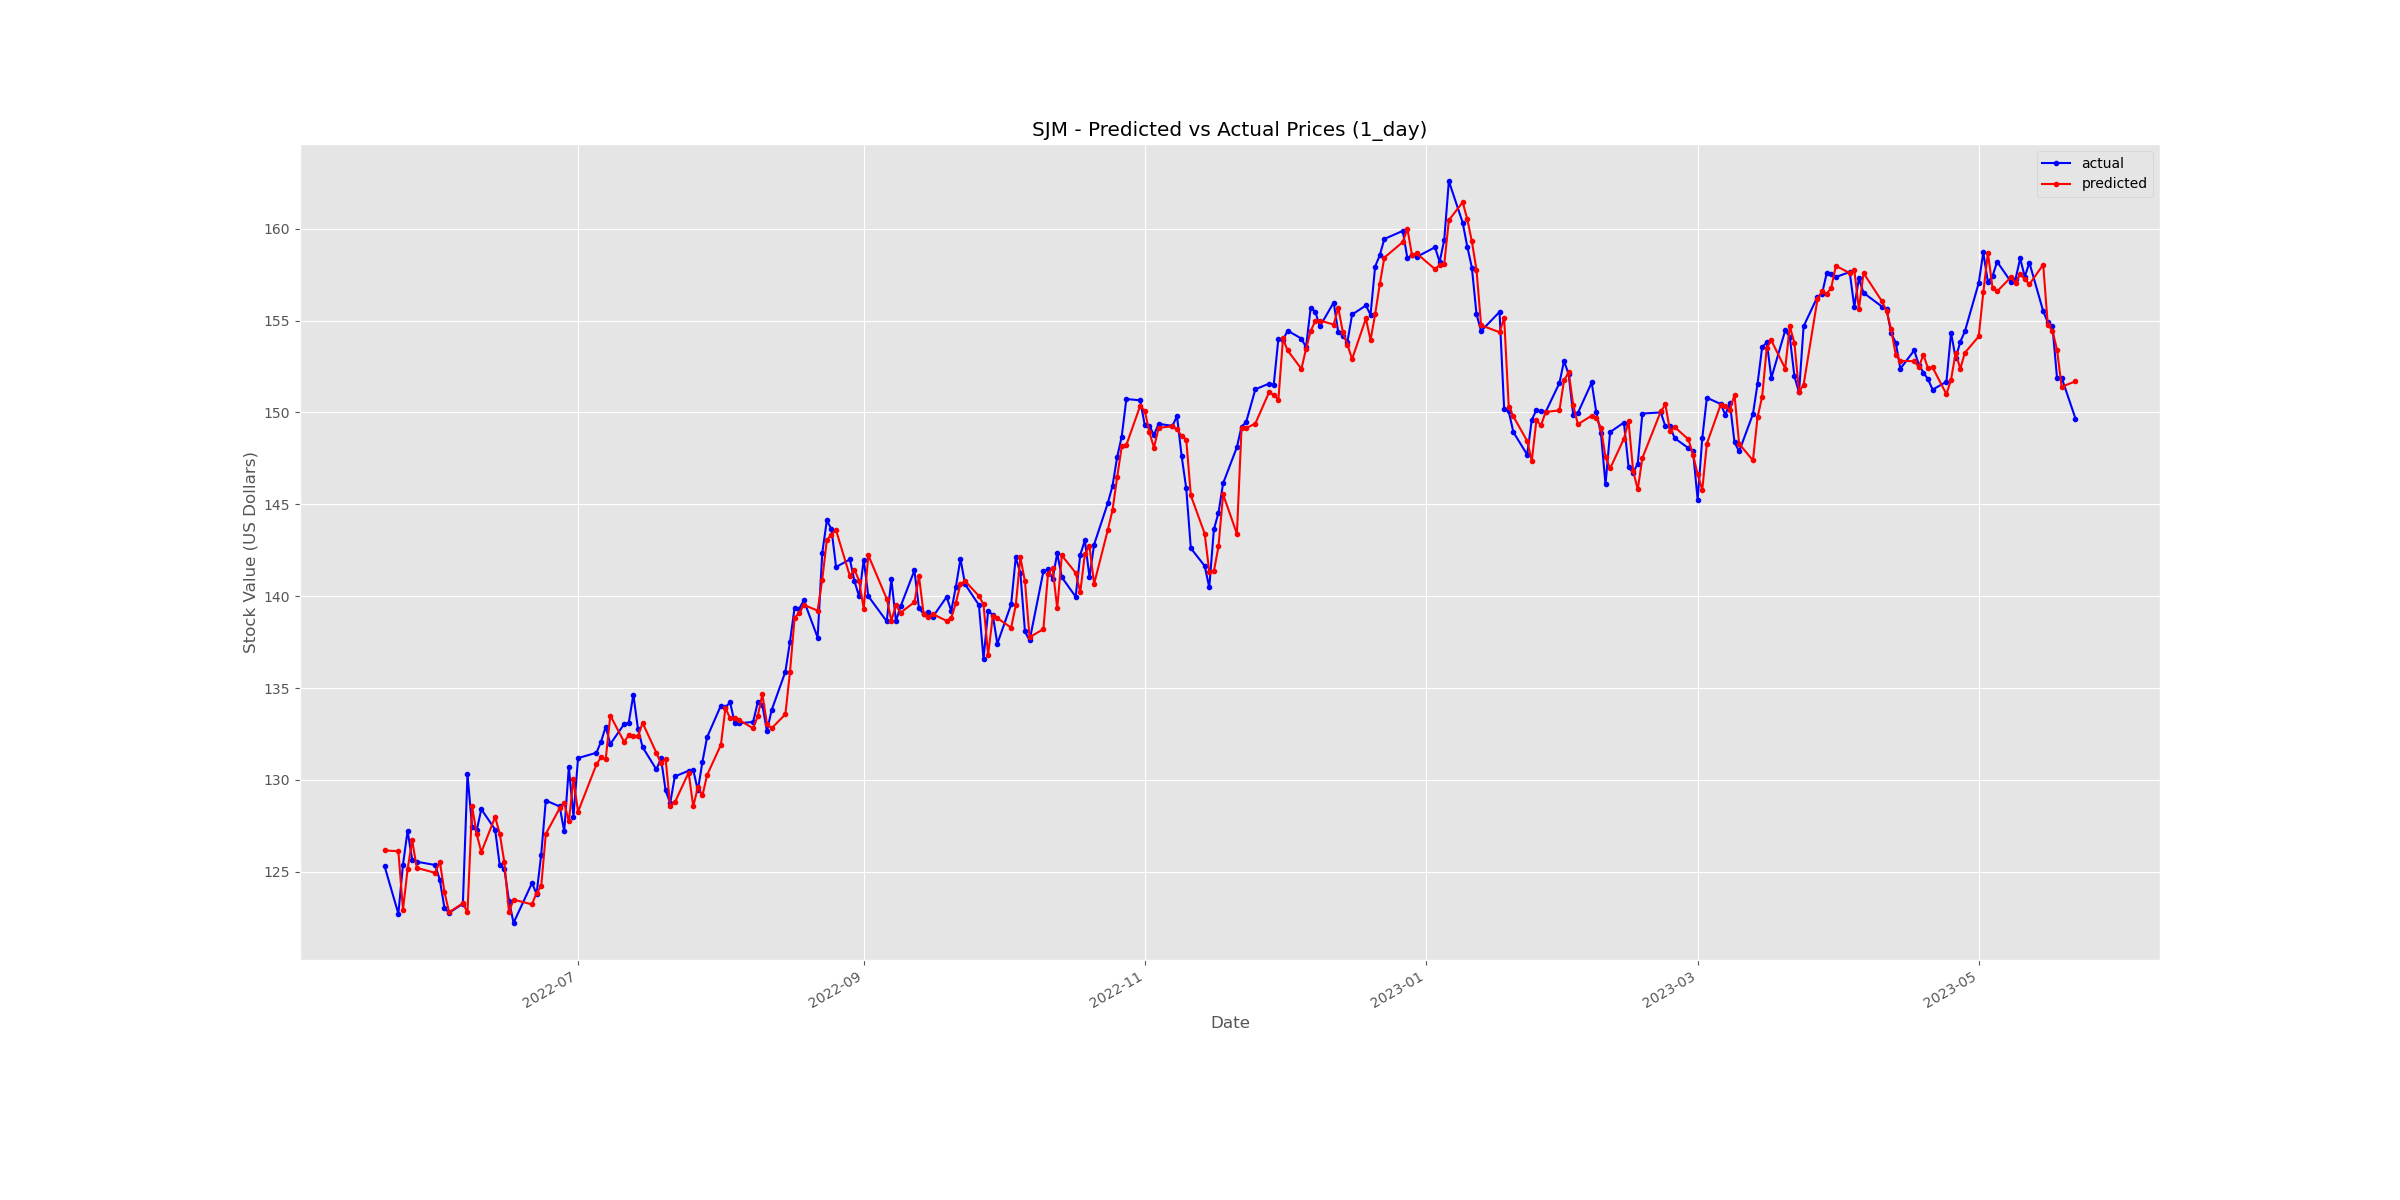 SJM - Predicted vs Actual Prices (1_day)
actual
predicted
160
155
150
145
140
135
130
125
Stock Value (US Dollars)
2022-07
2022-09
2022-11
2023-01
2023-03
2023-05
Date